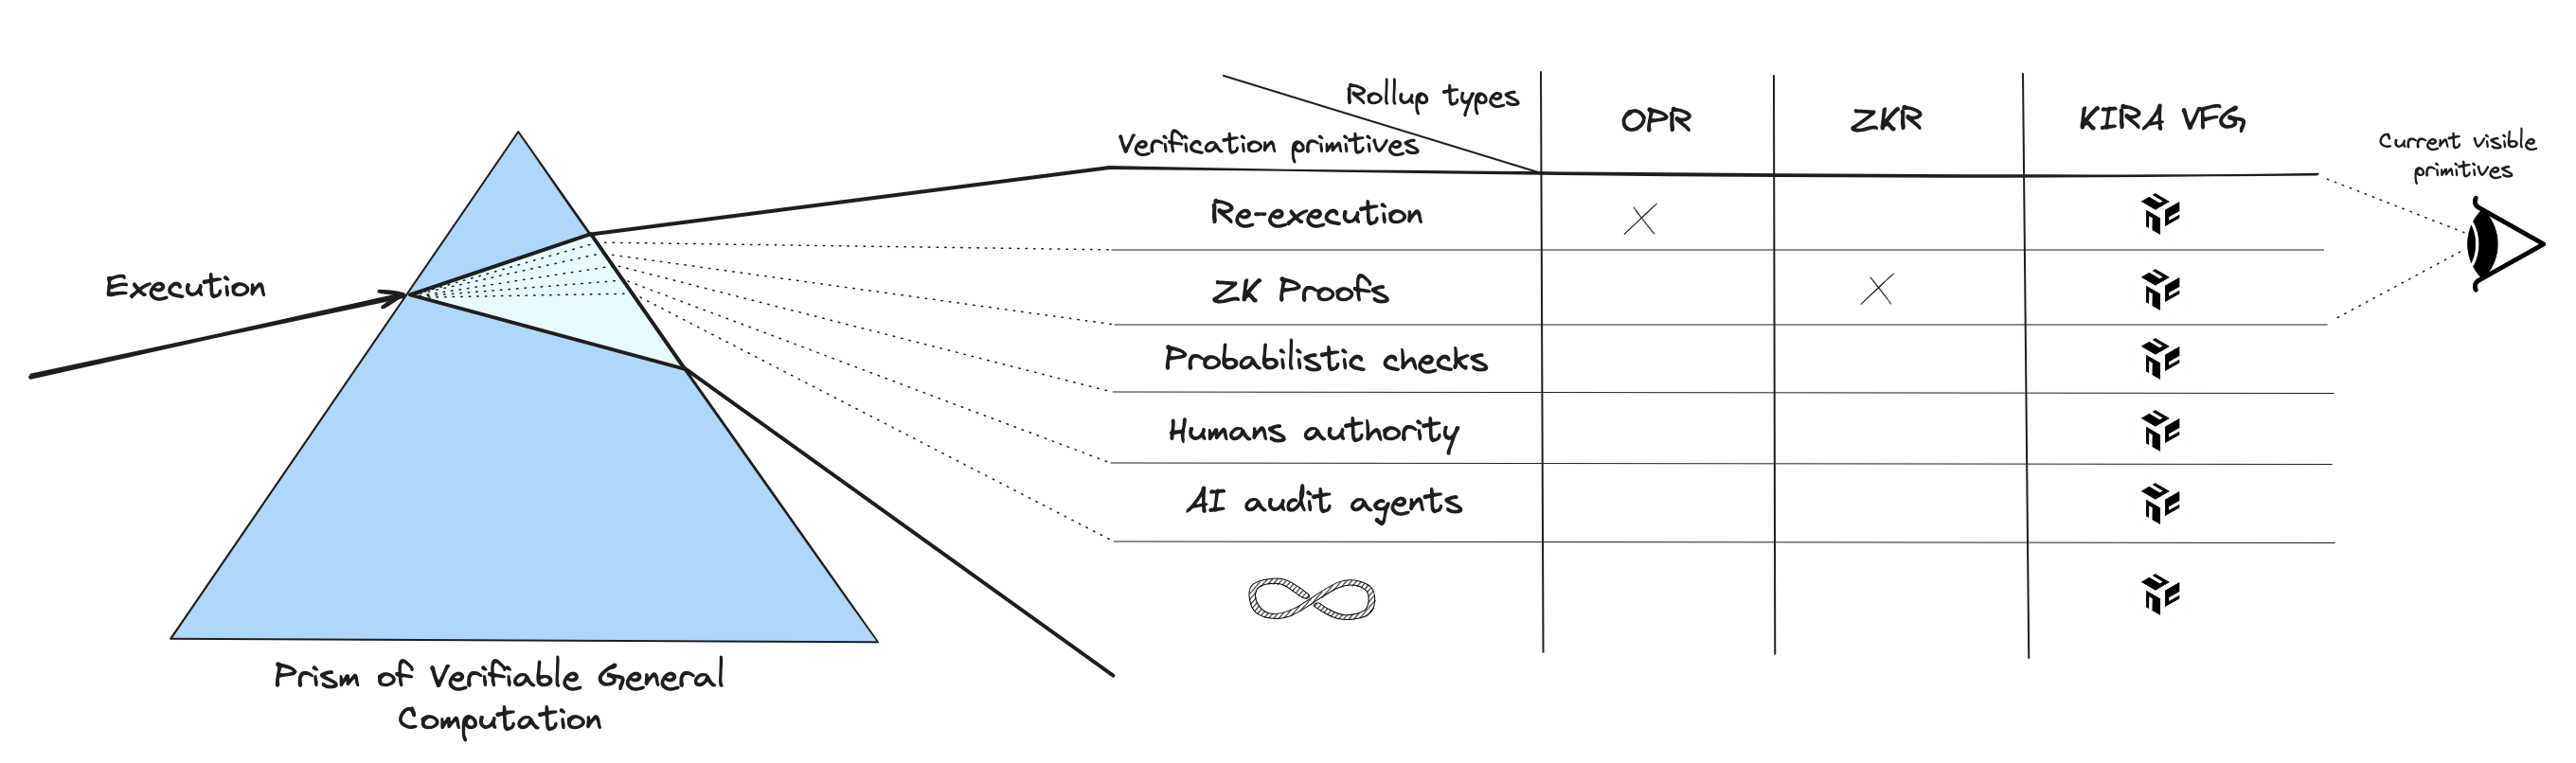 Execution
Prism of Verifiable General
Computation
Rollup types
Verification primitives
OPR
ZKR
KIRA VFG
Re-execution
ZK Proofs
Probabilistic checks
Humans authority
AI audit agents
Current visible
primitives